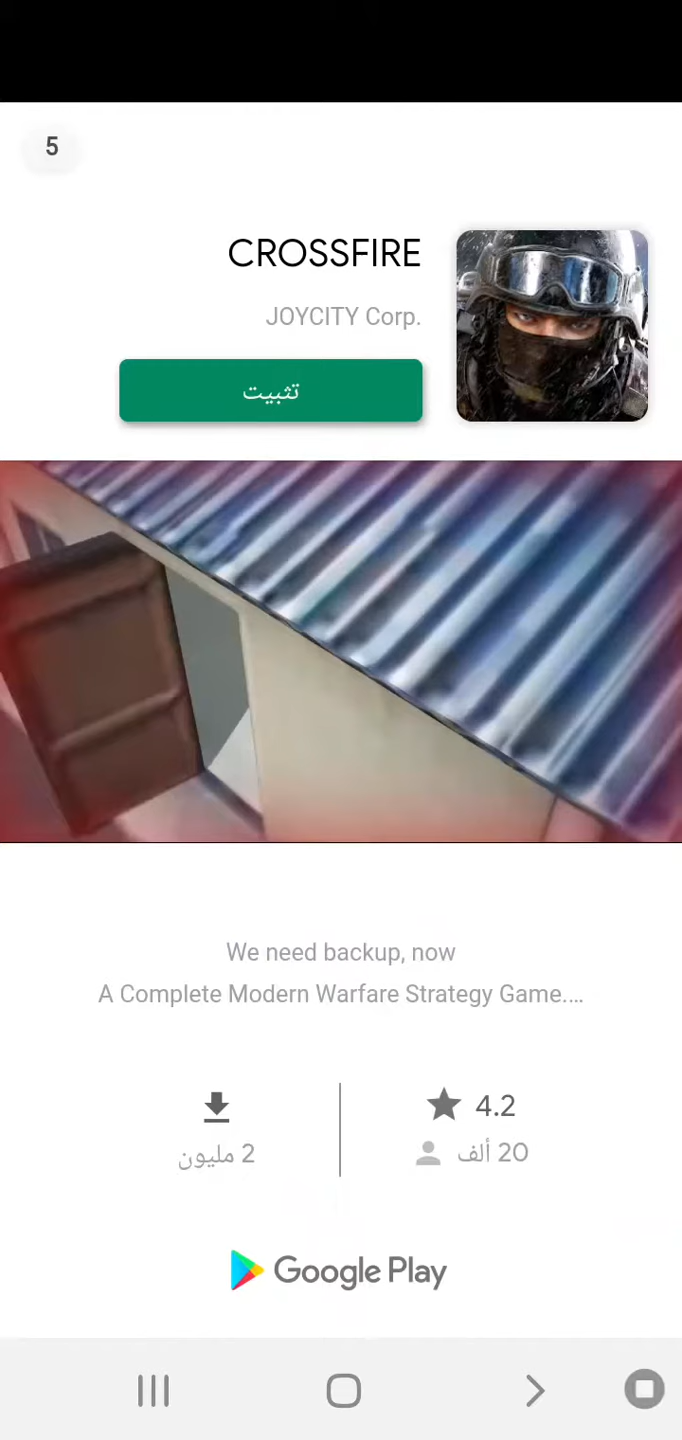 5
CROSSFIRE
JOYCITY Corp.
تثبيت
We need backup, now
A Complete Modern Warfare Strategy Game....
4.2
20 ألف
2 مليون
Google Play